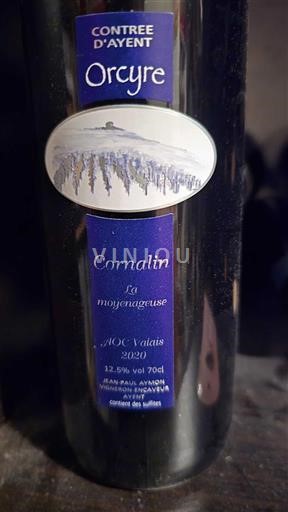 CONTREE
D'AYENT
Orcyre
VINIOU
Cornalin
La
moyenageuse
AOC Valais
2020
12.5% vol 70cl
JEAN-PAUL AYMON
VIGNERON-ENCAVEUR
AYENT
contient des sulfites